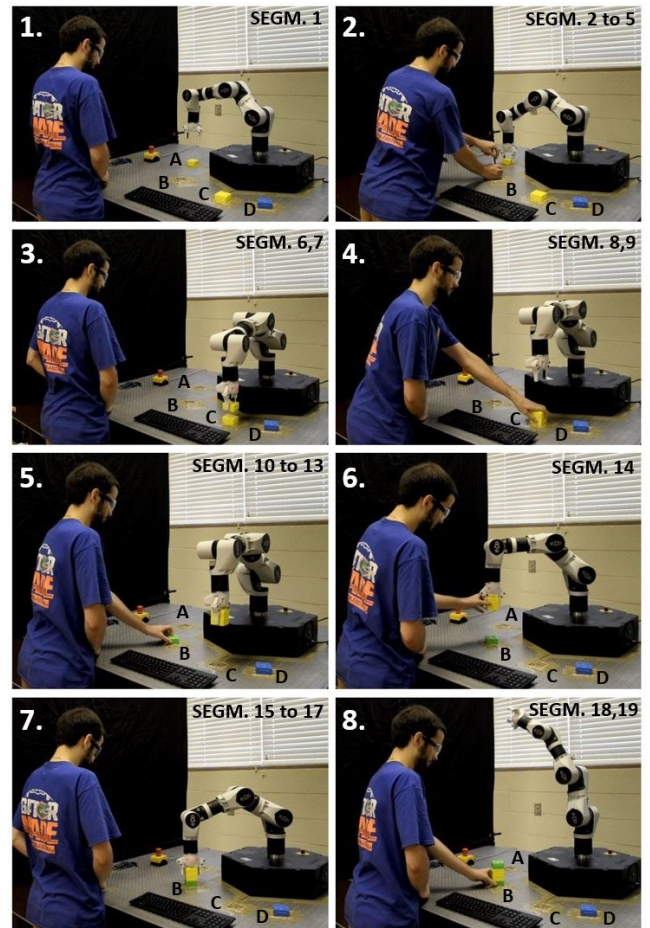 1.
SEGM. 1
A
B
C
D
2.
SEGM. 2 to 5
B
C
D
3.
SEGM. 6,7
A
B
C
D
4.
SEGM. 8,9
B
C
D
5.
SEGM. 10 to 13
A
B
C
D
6.
SEGM. 14
A
B
C
D
7.
SEGM. 15 to 17
B
C
D
8.
SEGM. 18,19
A
B
C
D